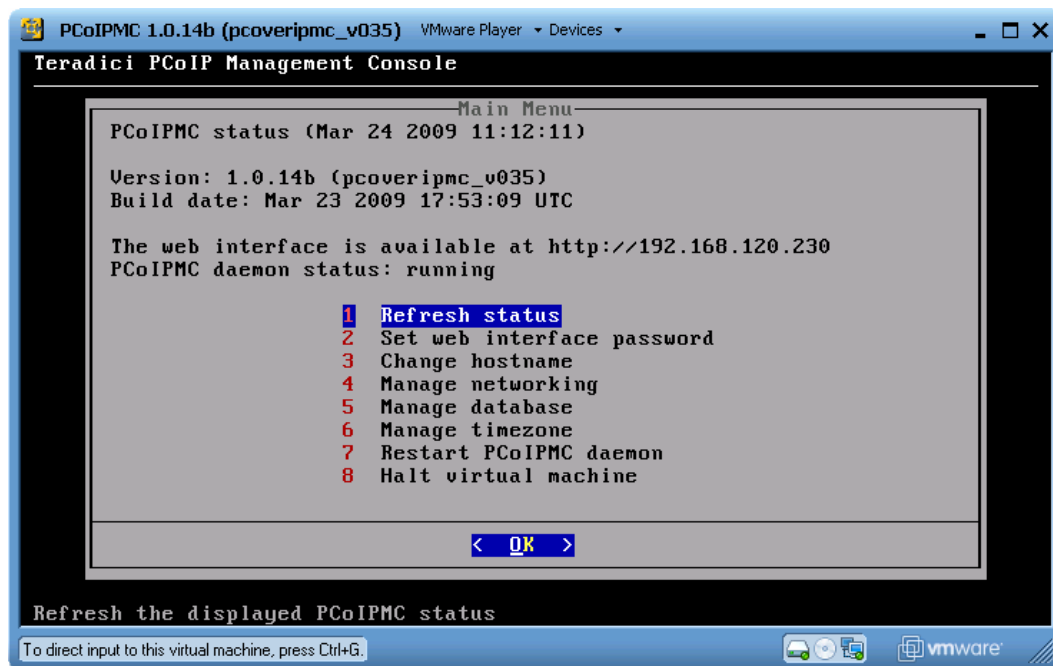 PCoIPMC 1.0.14b (pcoveripmc_v035) VMware Player Devices
Teradici PCoIP Management Console
Main Menu
PCoIPMC status (Mar 24 2009 11:12:11)
Version: 1.0.14b (pcoveripmc_v035)
Build date: Mar 23 2009 17:53:09 UTC
The web interface is available at http://192.168.120.230
PCoIPMC daemon status: running
1 Refresh status
2 Set web interface password
3 Change hostname
4 Manage networking
5 Manage database
6 Manage timezone
7 Restart PCoIPMC daemon
8 Halt virtual machine
< OK >
Refresh the displayed PCoIPMC status
To direct input to this virtual machine, press Ctrl+G. vmware